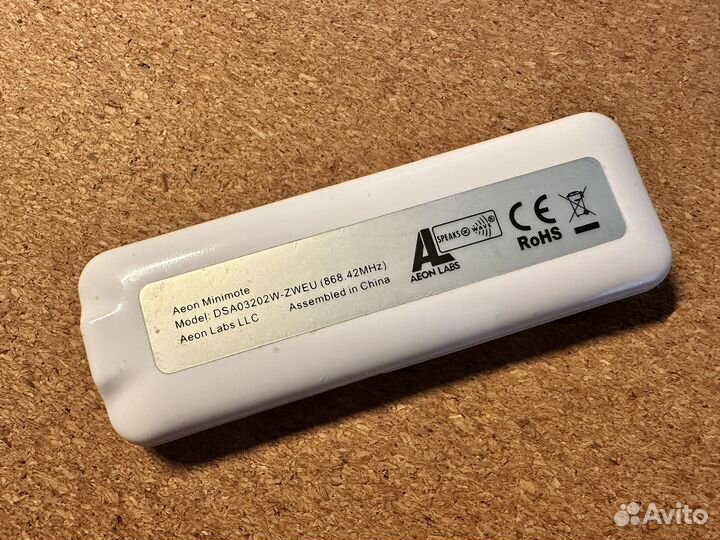 Aeon Minimote
Model: DSA03202W-ZWEU (868.42MHz)
Aeon Labs LLC Assembled in China
AL
SPEAKS Z WAVE®
AEON LABS
CE
RoHS
Avito